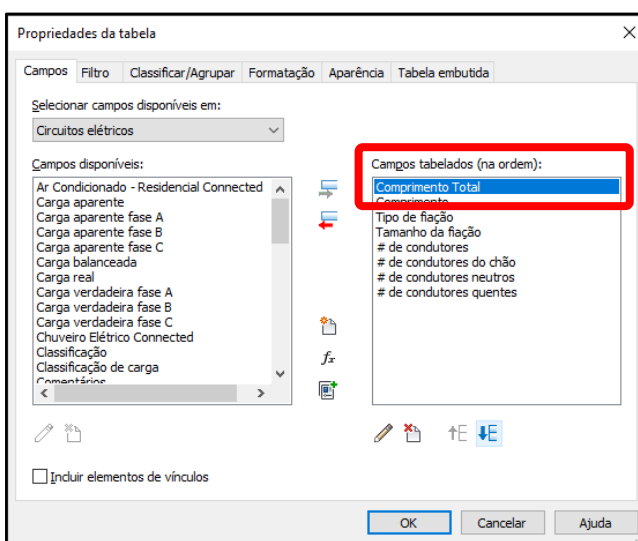 Propriedades da tabela
Campos Filtro Classificar/Agrupar Formatação Aparência Tabela embutida
Selecionar campos disponíveis em:
Circuitos elétricos
Campos disponíveis:
Ar Condicionado - Residencial Connected
Carga aparente
Carga aparente fase A
Carga aparente fase B
Carga aparente fase C
Carga balanceada
Carga real
Carga verdadeira fase A
Carga verdadeira fase B
Carga verdadeira fase C
Chuveiro Elétrico Connected
Classificação
Classificação de carga
Comentários
fx
Campos tabelados (na ordem):
Comprimento Total
Comprimento
Tipo de fiação
Tamanho da fiação
# de condutores
# de condutores do chão
# de condutores neutros
# de condutores quentes
Incluir elementos de vínculos
OK Cancelar Ajuda